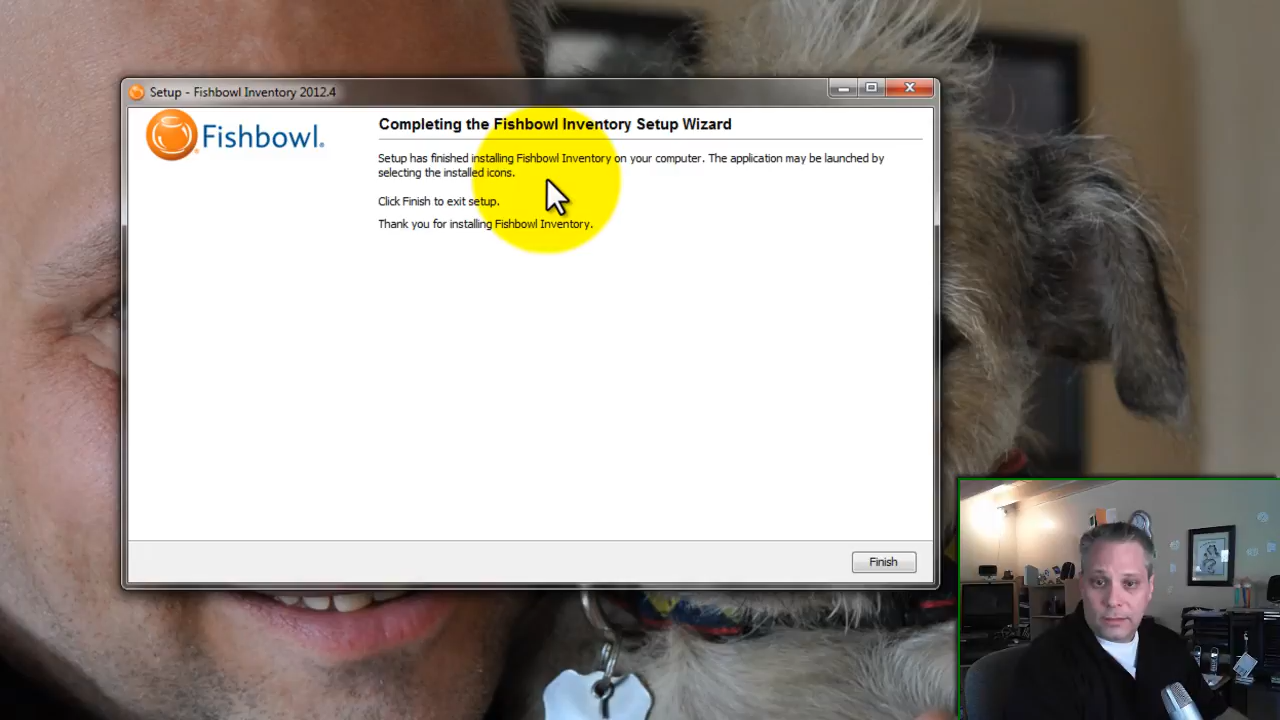 Setup - Fishbowl Inventory 2012.4
Fishbowl
Completing the Fishbowl Inventory Setup Wizard
Setup has finished installing Fishbowl Inventory on your computer. The application may be launched by
selecting the installed icons.
Click Finish to exit setup.
Thank you for installing Fishbowl Inventory.
Finish